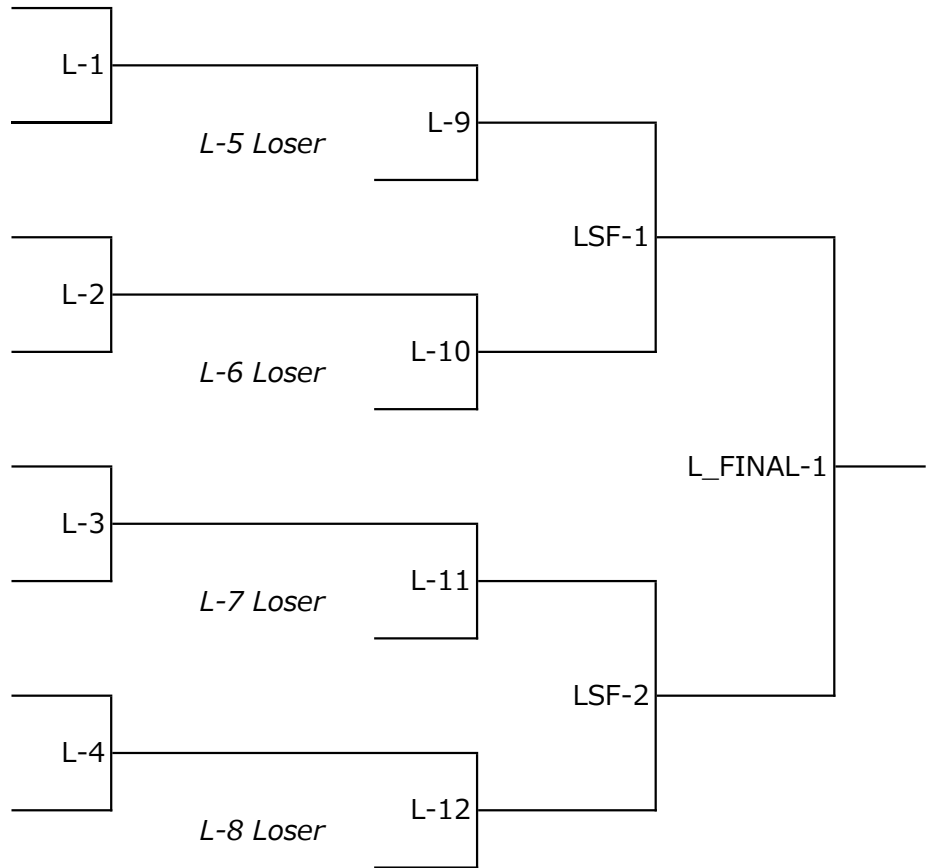 L-1
L-9
L-5 Loser
LSF-1
L-2
L-10
L-6 Loser
L_FINAL-1
L-3
L-11
L-7 Loser
LSF-2
L-4
L-12
L-8 Loser